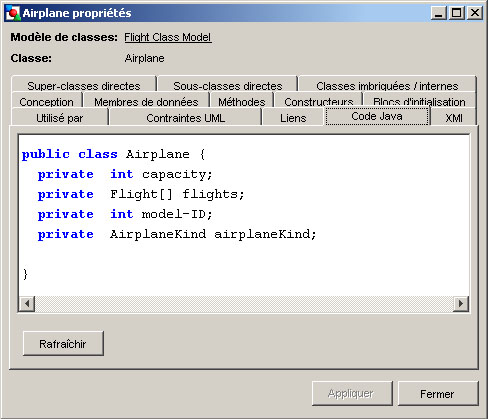 Airplane propriétés
Modèle de classes: Flight Class Model
Classe: Airplane
Super-classes directes Sous-classes directes Classes imbriquées / internes
Conception Membres de données Méthodes Constructeurs Blocs d'initialisation
Utilisé par Contraintes UML Liens Code Java XMI
public class Airplane {
private int capacity;
private Flight[] flights;
private int model-ID;
private AirplaneKind airplaneKind;
}
Rafraîchir
Appliquer Fermer